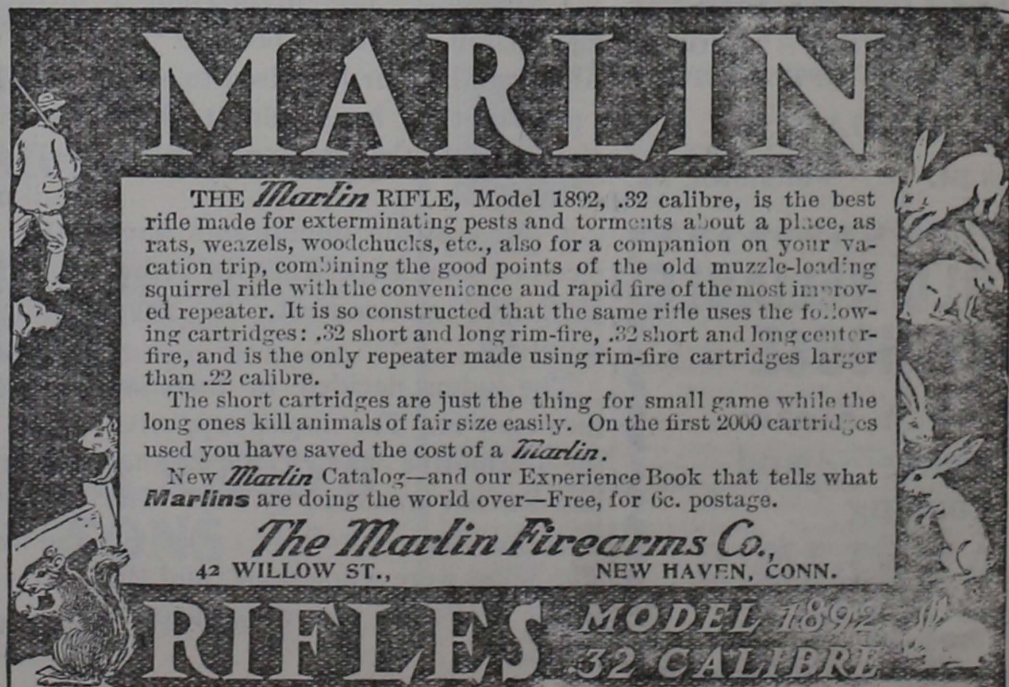 MARLIN
THE Marlin RIFLE, Model 1892, .32 calibre, is the best
rifle made for exterminating pests and torments about a place, as
rats, weazels, woodchucks, etc., also for a companion on your va-
cation trip, combining the good points of the old muzzle-loading
squirrel rifle with the convenience and rapid fire of the most improv-
ed repeater. It is so constructed that the same rifle uses the follow-
ing cartridges: .32 short and long rim-fire, .32 short and long center-
fire, and is the only repeater made using rim-fire cartridges larger
than .22 calibre.
The short cartridges are just the thing for small game while the
long ones kill animals of fair size easily. On the first 2000 cartridges
used you have saved the cost of a Marlin.
New Marlin Catalog—and our Experience Book that tells what
Marlins are doing the world over—Free, for 6c. postage.
The Marlin Firearms Co.,
42 WILLOW ST., NEW HAVEN, CONN.
RIFLES MODEL 1892
.32 CALIBRE